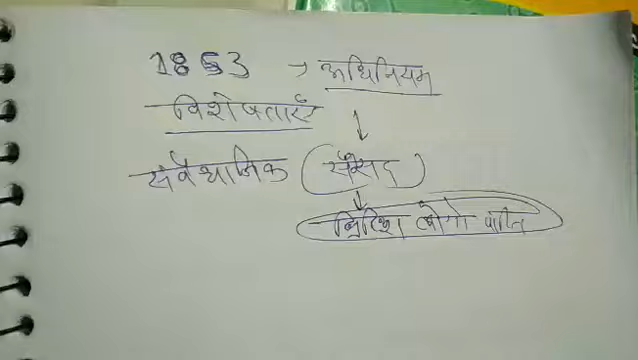 1853 → अधिनियम
विशेषताएँ ↓
संवैधानिक (संसद)
↓
ब्रिटिश लोगो